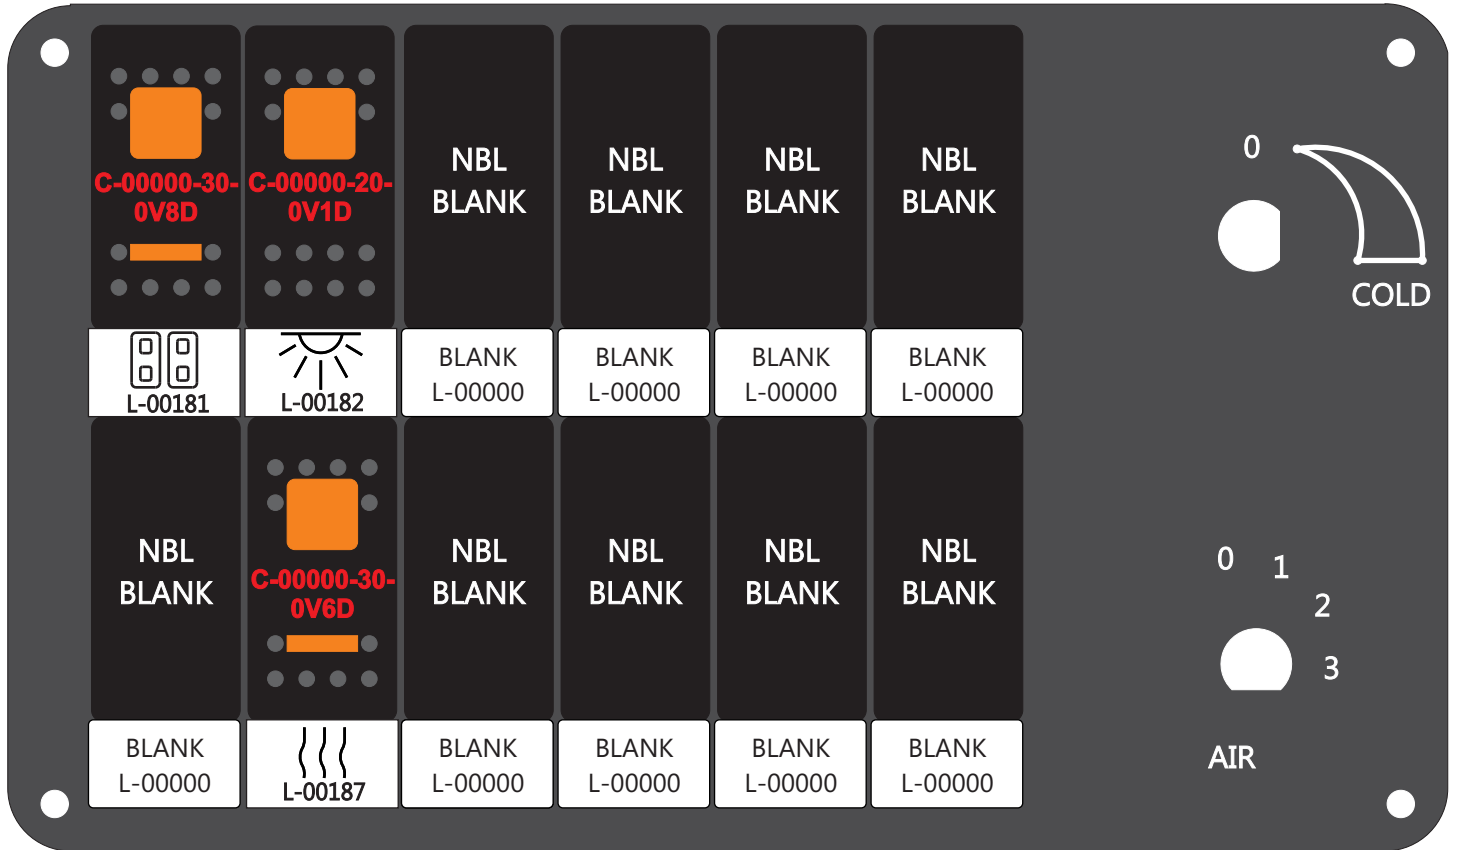 C-00000-30-
0V8D
C-00000-20-
0V1D
NBL
BLANK
NBL
BLANK
NBL
BLANK
NBL
BLANK
0
COLD
L-00181
L-00182
BLANK
L-00000
BLANK
L-00000
BLANK
L-00000
BLANK
L-00000
NBL
BLANK
C-00000-30-
0V6D
NBL
BLANK
NBL
BLANK
NBL
BLANK
NBL
BLANK
0
1
2
3
AIR
BLANK
L-00000
L-00187
BLANK
L-00000
BLANK
L-00000
BLANK
L-00000
BLANK
L-00000